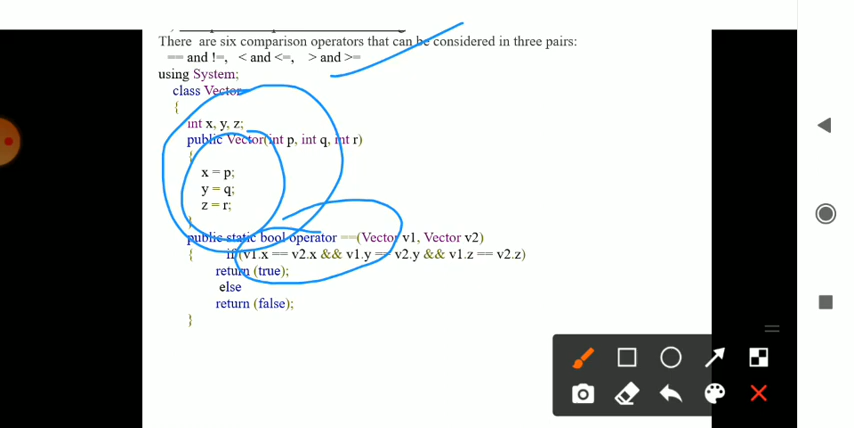 There are six comparison operators that can be considered in three pairs:
== and !=, < and <=, > and >=
using System;
class Vector
{
int x, y, z;
public Vector(int p, int q, int r)
{
x = p;
y = q;
z = r;
}
public static bool operator ==(Vector v1, Vector v2)
{ if(v1.x == v2.x && v1.y == v2.y && v1.z == v2.z)
return (true);
else
return (false);
}